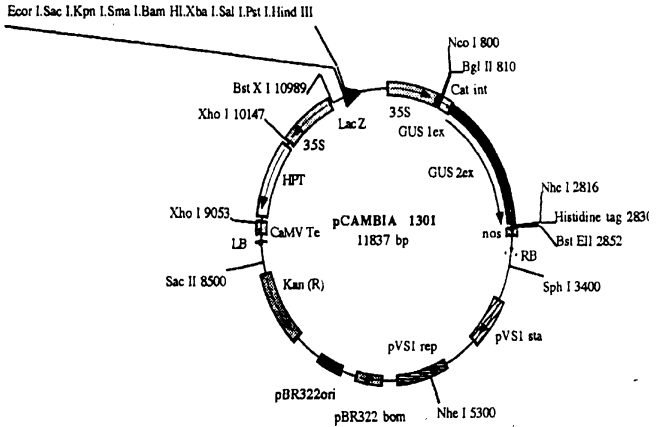 Ecor I.Sac I.Kpn I.Sma I.Bam HI.Xba I.Sal I.Pst I.Hind III
Nco I 800
Bgl II 810
Bst X I 10989
Cat int
Xho I 10147
LacZ
35S
35S
GUS 1ex
HPT
GUS 2ex
Nhe I 2816
Xho I 9053
pCAMBIA 1301
Histidine tag 2830
CaMV Te
11837 bp
nos
Bst EII 2852
LB
RB
Sac II 8500
Kan (R)
Sph I 3400
pVS1 rep
pVS1 sta
pBR322ori
pBR322 bom
Nhe I 5300